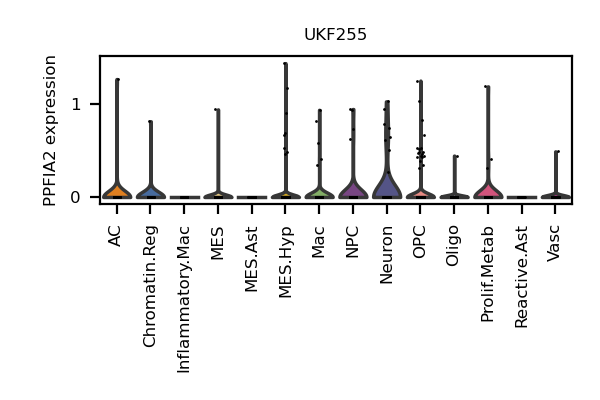 UKF255
PPFIA2 expression
1
0
AC
Chromatin.Reg
Inflammatory.Mac
MES
MES.Ast
MES.Hyp
Mac
NPC
Neuron
OPC
Oligo
Prolif.Metab
Reactive.Ast
Vasc